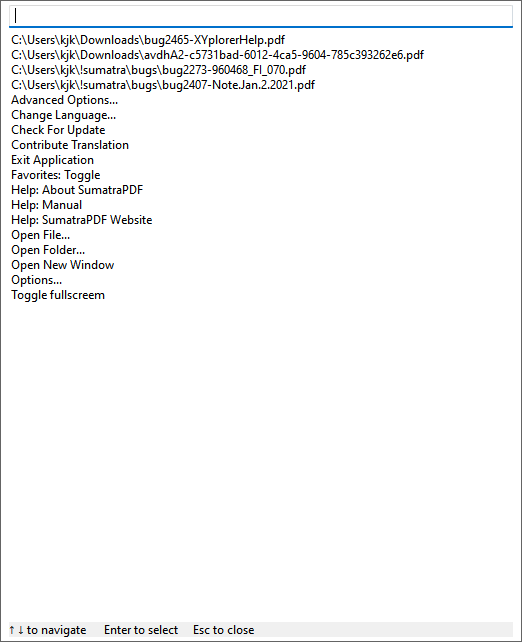 C:\Users\kjk\Downloads\bug2465-XYplorerHelp.pdf
C:\Users\kjk\Downloads\avdhA2-c5731bad-6012-4ca5-9604-785c393262e6.pdf
C:\Users\kjk\!sumatra\bugs\bug2273-960468_FI_070.pdf
C:\Users\kjk\!sumatra\bugs\bug2407-Note.Jan.2.2021.pdf
Advanced Options...
Change Language...
Check For Update
Contribute Translation
Exit Application
Favorites: Toggle
Help: About SumatraPDF
Help: Manual
Help: SumatraPDF Website
Open File...
Open Folder...
Open New Window
Options...
Toggle fullscreem
↑ ↓ to navigate Enter to select Esc to close